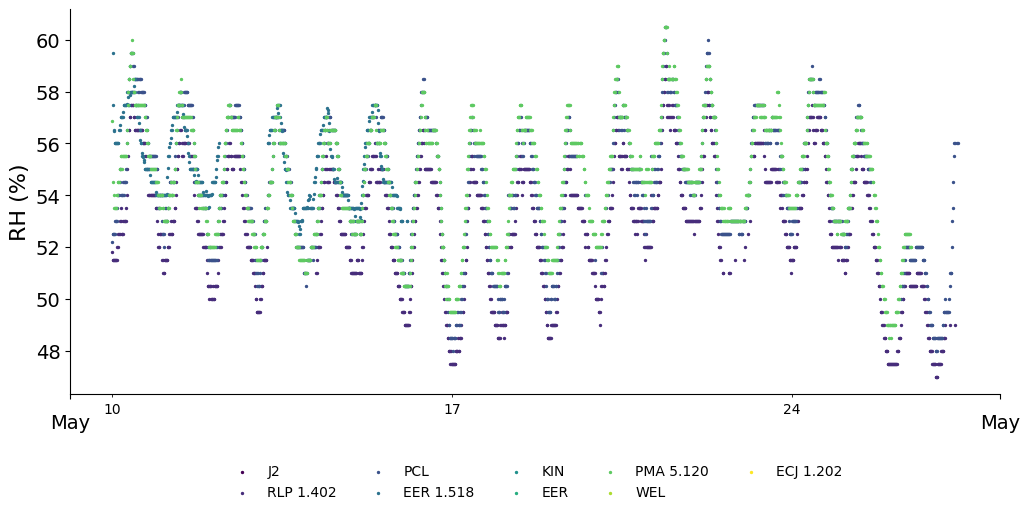 RH (%)
60
58
56
54
52
50
48
10
17
24
May
May
J2
PCL
KIN
PMA 5.120
ECJ 1.202
RLP 1.402
EER 1.518
EER
WEL